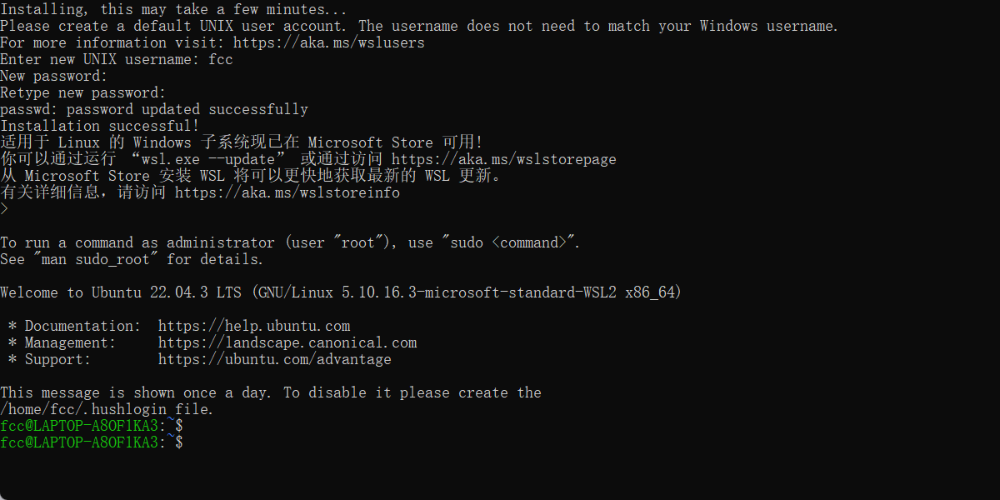 Installing, this may take a few minutes...
Please create a default UNIX user account. The username does not need to match your Windows username.
For more information visit: https://aka.ms/wslusers
Enter new UNIX username: fcc
New password:
Retype new password:
passwd: password updated successfully
Installation successful!
适用于 Linux 的 Windows 子系统现已在 Microsoft Store 可用!
你可以通过运行 “wsl.exe --update” 或通过访问 https://aka.ms/wslstorepage
从 Microsoft Store 安装 WSL 将可以更快地获取最新的 WSL 更新。
有关详细信息，请访问 https://aka.ms/wslstoreinfo
>
To run a command as administrator (user "root"), use "sudo <command>".
See "man sudo_root" for details.
Welcome to Ubuntu 22.04.3 LTS (GNU/Linux 5.10.16.3-microsoft-standard-WSL2 x86_64)
* Documentation:  https://help.ubuntu.com
* Management:     https://landscape.canonical.com
* Support:        https://ubuntu.com/advantage
This message is shown once a day. To disable it please create the
/home/fcc/.hushlogin file.
fcc@LAPTOP-A8OF1KA3:~$
fcc@LAPTOP-A8OF1KA3:~$